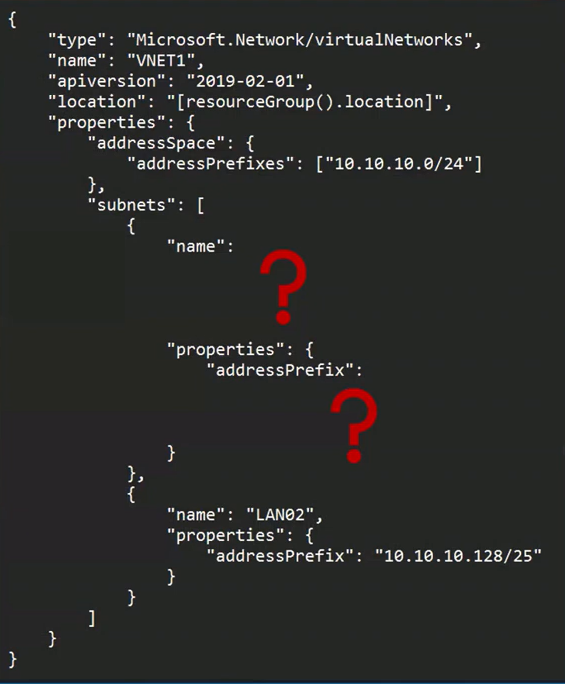 {
"type": "Microsoft.Network/virtualNetworks",
"name": "VNET1",
"apiversion": "2019-02-01",
"location": "[resourceGroup().location]",
"properties": {
"addressSpace": {
"addressPrefixes": ["10.10.10.0/24"]
},
"subnets": [
{
"name":
?
"properties": {
"addressPrefix":
?
}
},
{
"name": "LAN02",
"properties": {
"addressPrefix": "10.10.10.128/25"
}
}
]
}
}